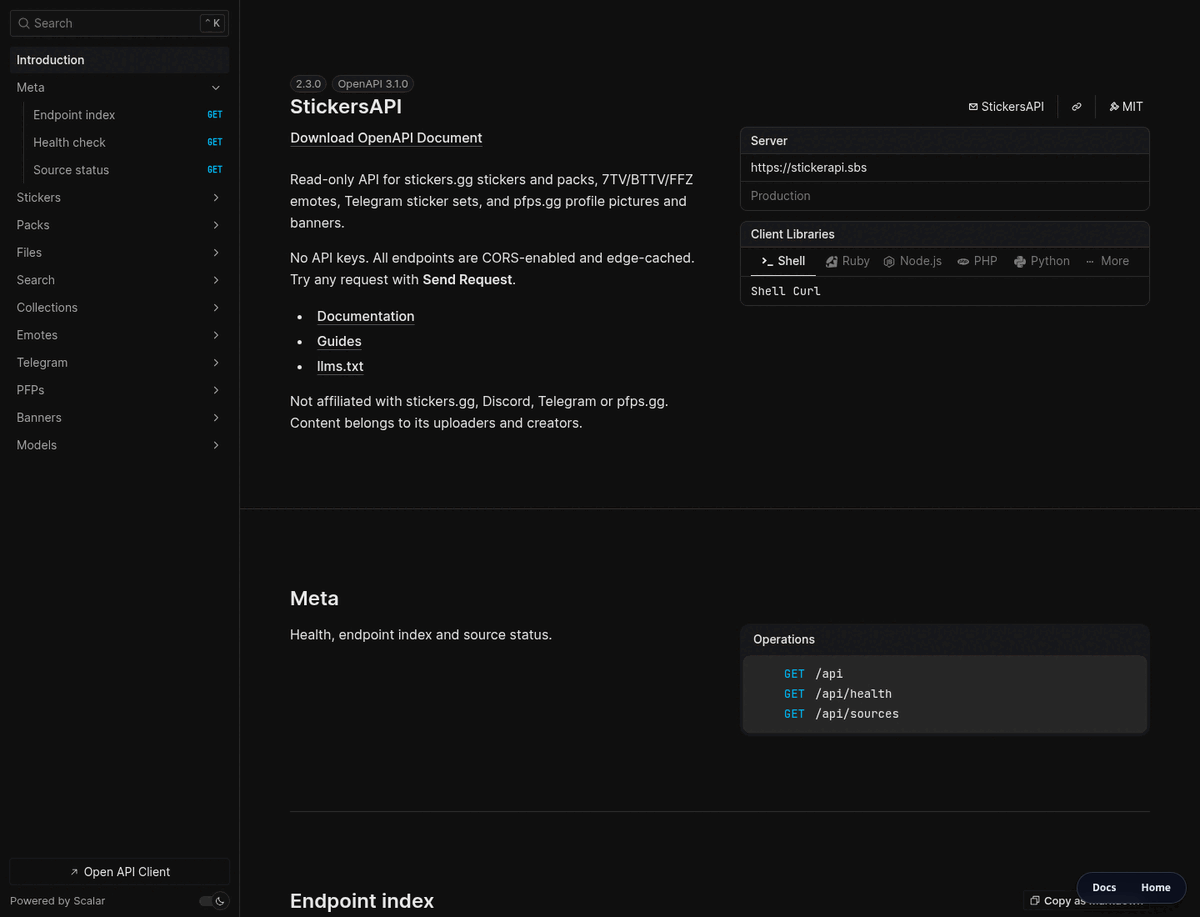 Search
⌃ K
Introduction
Meta
Endpoint index GET
Health check GET
Source status GET
Stickers
Packs
Files
Search
Collections
Emotes
Telegram
PFPs
Banners
Models
Open API Client
Powered by Scalar
2.3.0 OpenAPI 3.1.0
StickersAPI
Download OpenAPI Document
Read-only API for stickers.gg stickers and packs, 7TV/BTTV/FFZ
emotes, Telegram sticker sets, and pfps.gg profile pictures and
banners.
No API keys. All endpoints are CORS-enabled and edge-cached.
Try any request with Send Request.
• Documentation
• Guides
• llms.txt
Not affiliated with stickers.gg, Discord, Telegram or pfps.gg.
Content belongs to its uploaders and creators.
StickersAPI MIT
Server
https://stickerapi.sbs
Production
Client Libraries
Shell Ruby Node.js PHP Python More
Shell Curl
Meta
Health, endpoint index and source status.
Operations
GET /api
GET /api/health
GET /api/sources
Endpoint index
Copy as Markdown
Docs Home